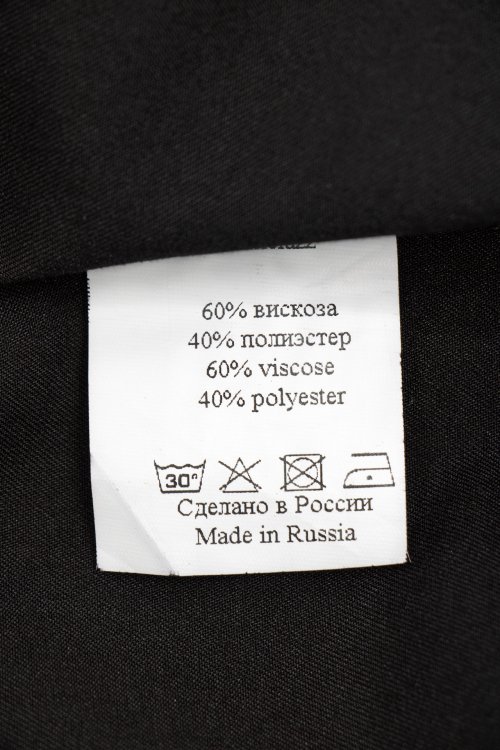 60% вискоза
40% полиэстер
60% viscose
40% polyester
30°
Сделано в России
Made in Russia